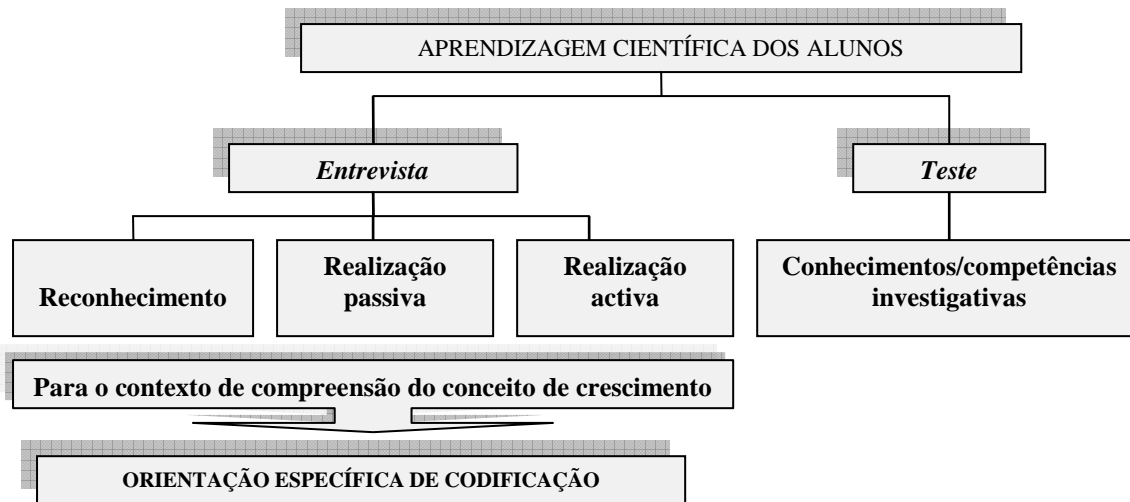 APRENDIZAGEM CIENTÍFICA DOS ALUNOS
Entrevista
Teste
Reconhecimento
Realização
passiva
Realização
activa
Conhecimentos/competências
investigativas
Para o contexto de compreensão do conceito de crescimento
ORIENTAÇÃO ESPECÍFICA DE CODIFICAÇÃO